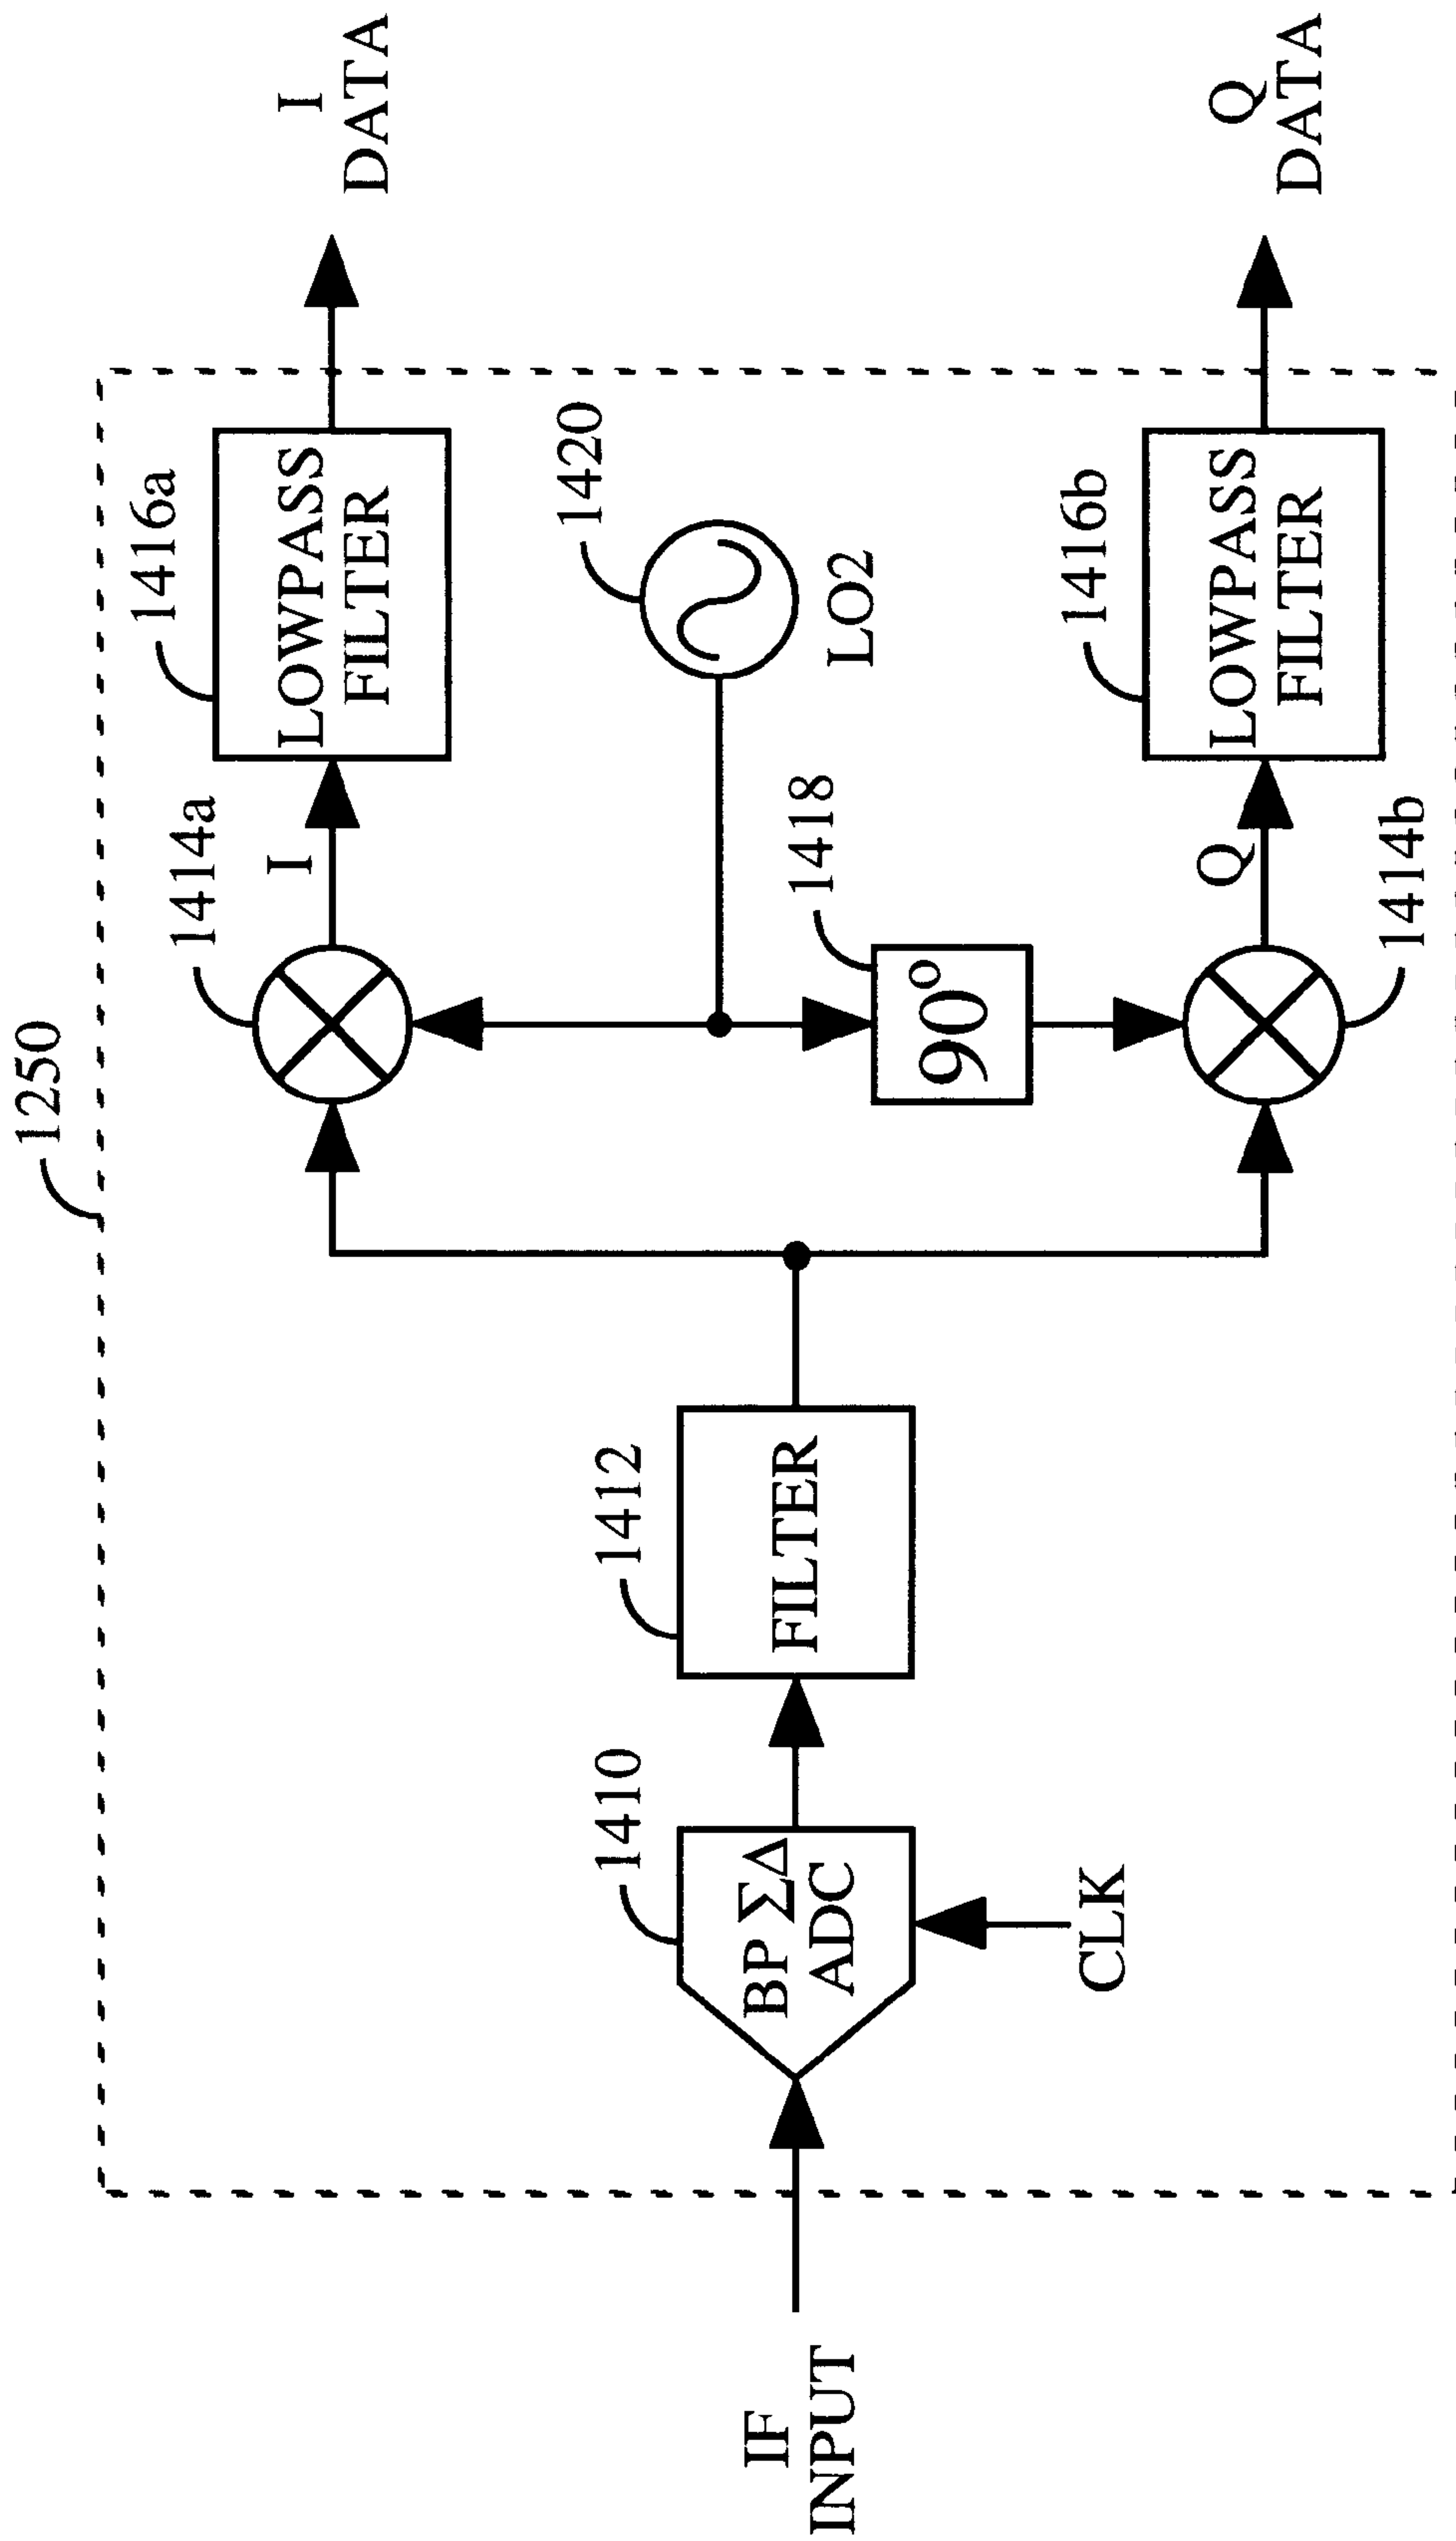 1250
IF
INPUT
1410
BP ΣΔ
ADC
CLK
1412
FILTER
1414a
I
1416a
LOWPASS
FILTER
I
DATA
1420
LO2
1418
90°
1414b
Q
1416b
LOWPASS
FILTER
Q
DATA